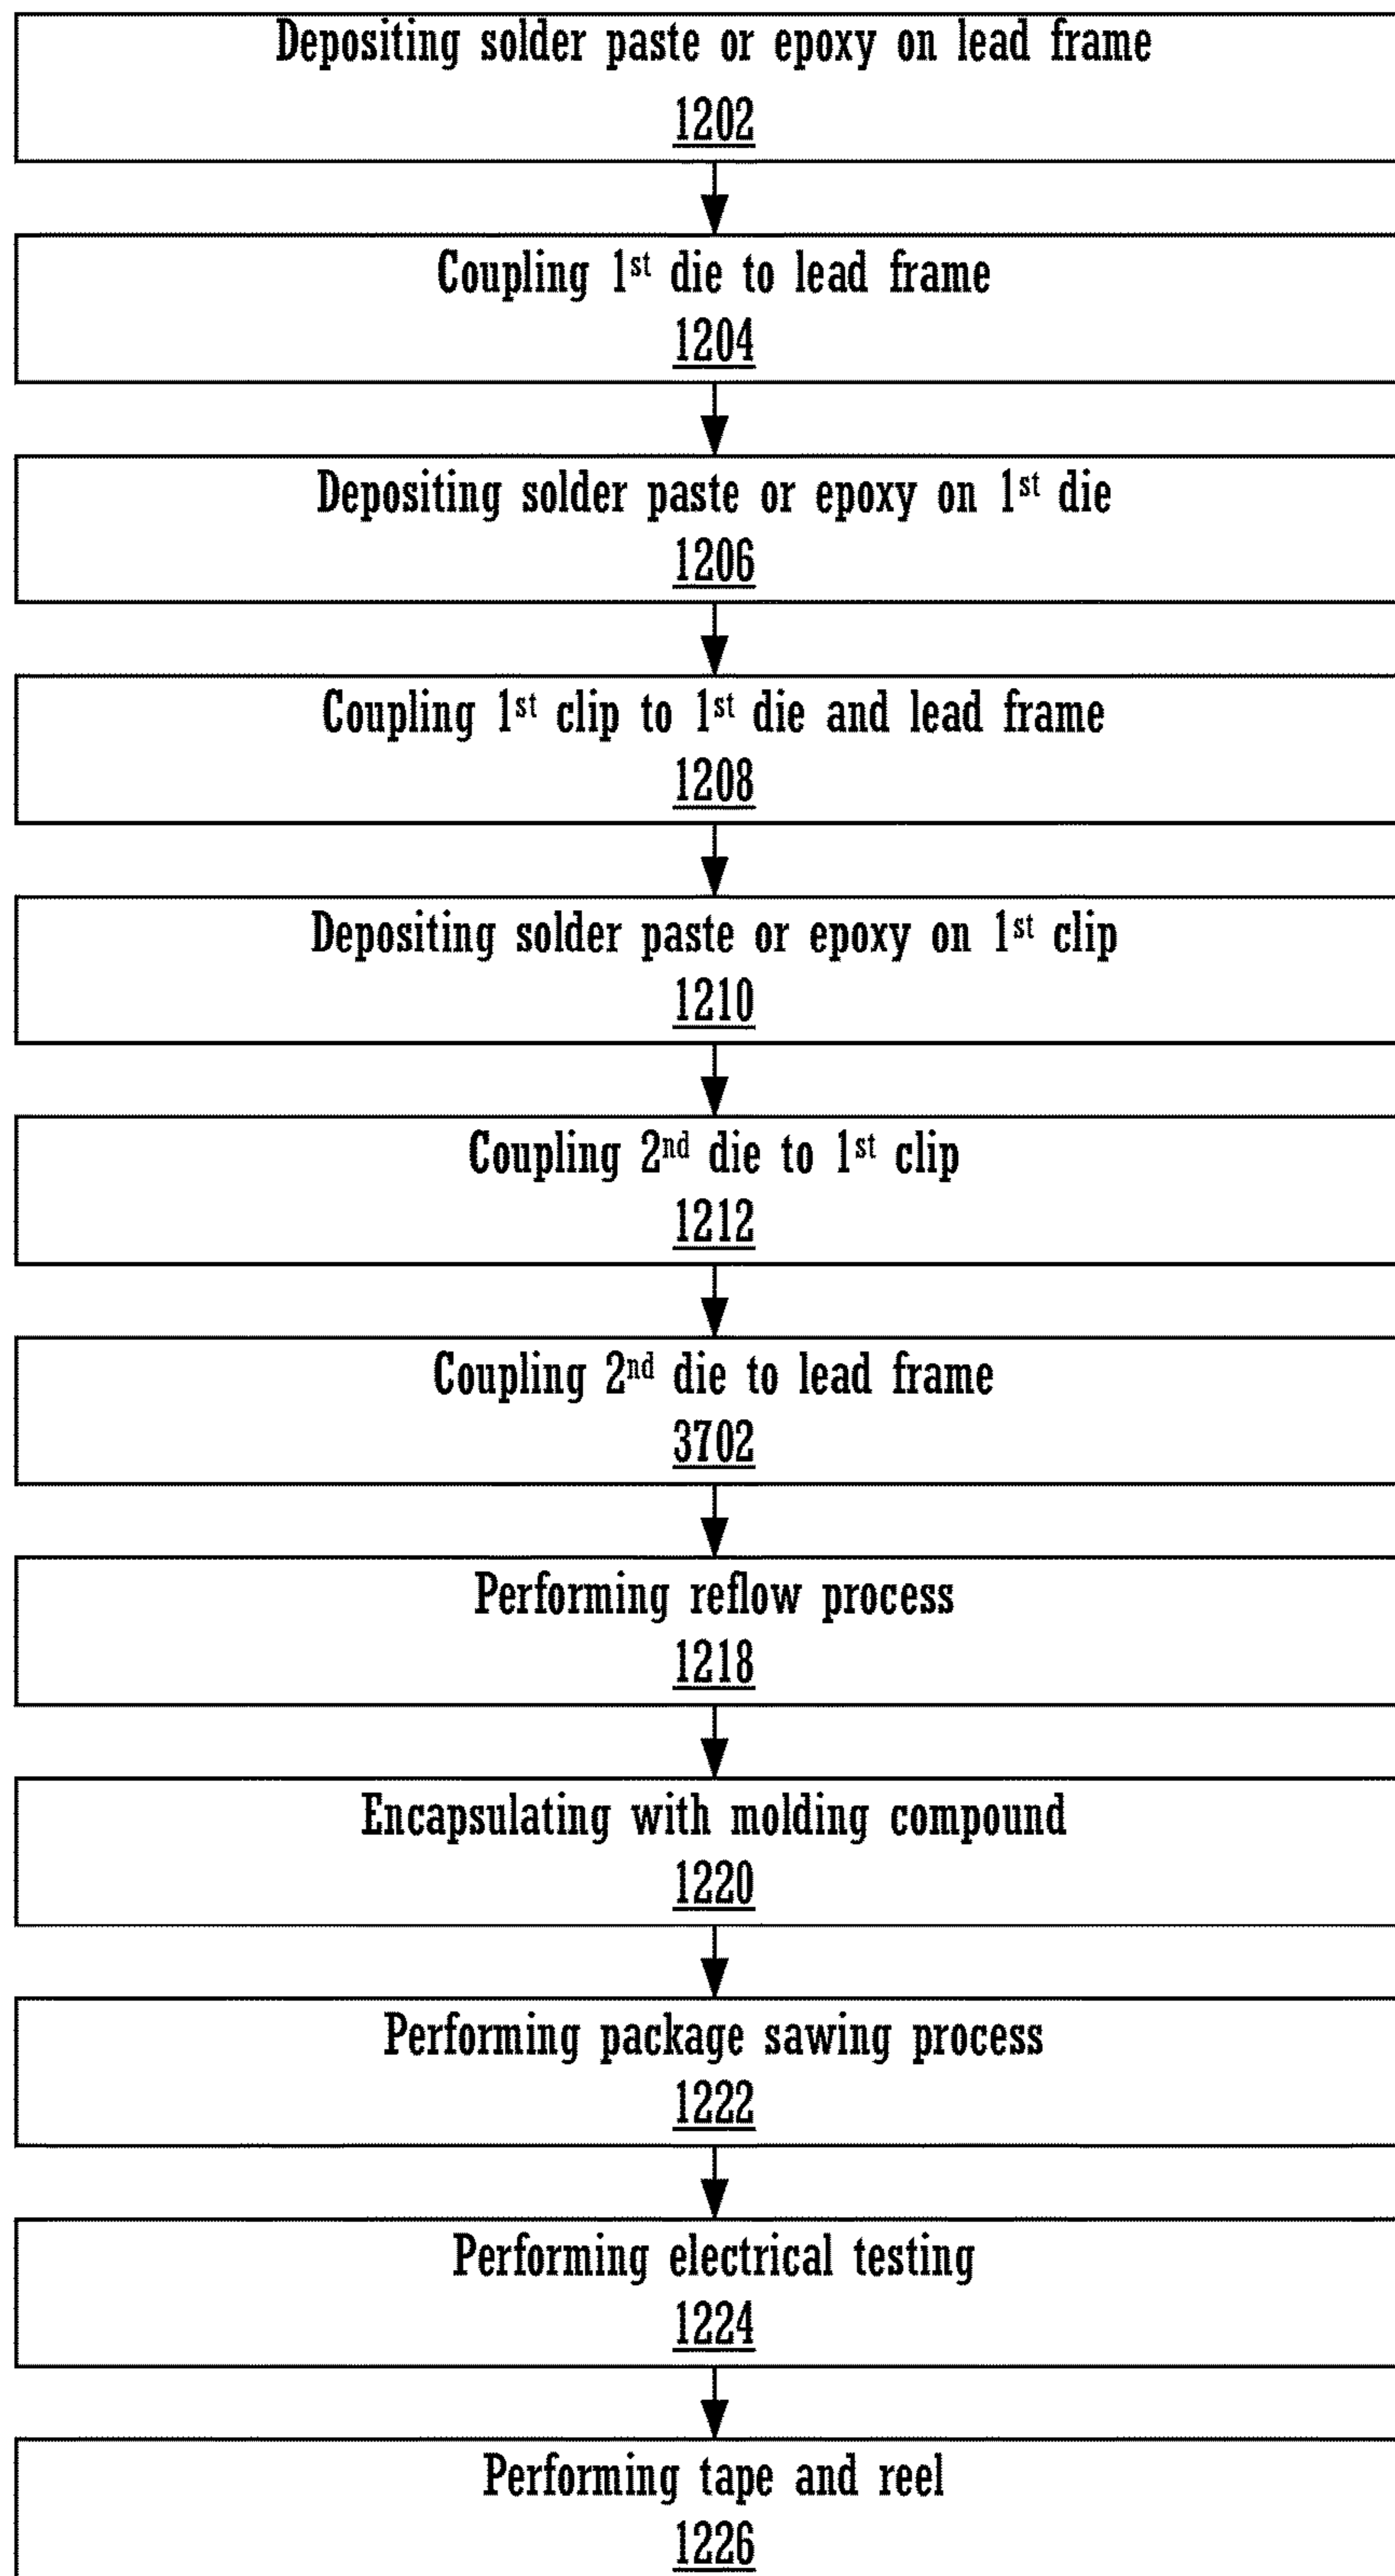 Depositing solder paste or epoxy on lead frame
1202
Coupling 1st die to lead frame
1204
Depositing solder paste or epoxy on 1st die
1206
Coupling 1st clip to 1st die and lead frame
1208
Depositing solder paste or epoxy on 1st clip
1210
Coupling 2nd die to 1st clip
1212
Coupling 2nd die to lead frame
3702
Performing reflow process
1218
Encapsulating with molding compound
1220
Performing package sawing process
1222
Performing electrical testing
1224
Performing tape and reel
1226